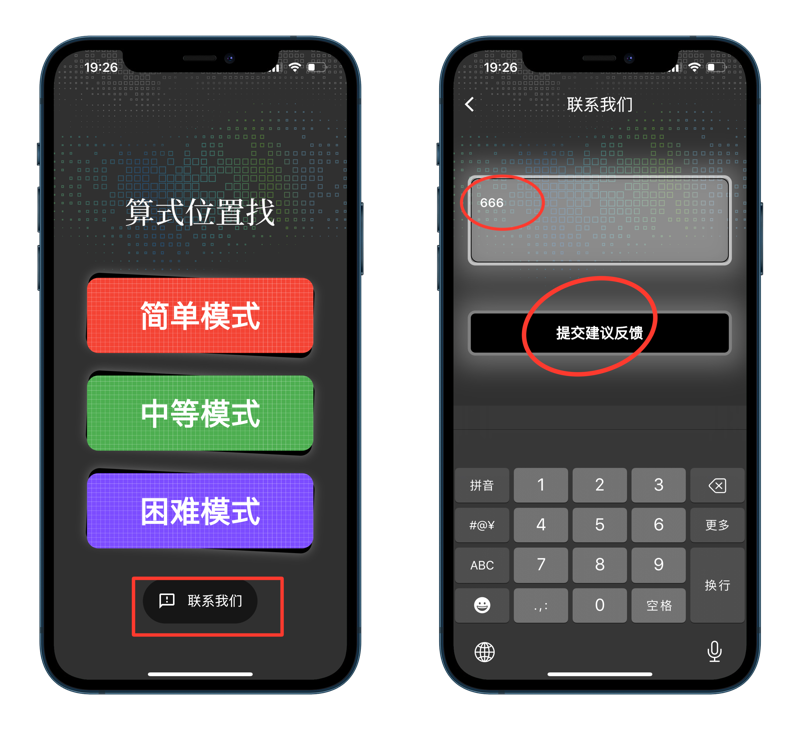 19:26
算式位置找
简单模式
中等模式
困难模式
联系我们
19:26
联系我们
666
提交建议反馈
拼音 1 2 3
#@¥ 4 5 6 更多
ABC 7 8 9 换行
.,: 0 空格